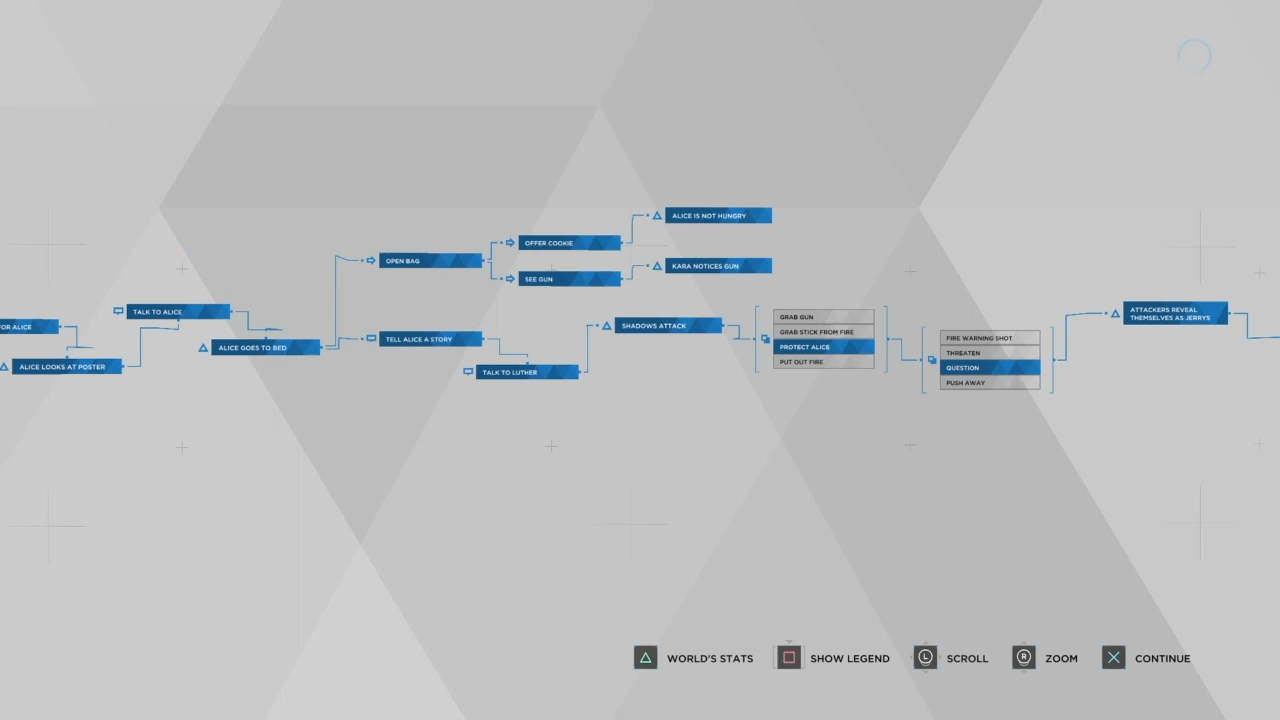 ALICE IS NOT HUNGRY
OFFER COOKIE
OPEN BAG
KARA NOTICES GUN
SEE GUN
TALK TO ALICE
FOR ALICE
ALICE LOOKS AT POSTER
ALICE GOES TO BED
TELL ALICE A STORY
TALK TO LUTHER
SHADOWS ATTACK
GRAB GUN
GRAB STICK FROM FIRE
PROTECT ALICE
PUT OUT FIRE
FIRE WARNING SHOT
THREATEN
QUESTION
PUSH AWAY
ATTACKERS REVEAL
THEMSELVES AS JERRYS
WORLD'S STATS
SHOW LEGEND
L
SCROLL
R
ZOOM
CONTINUE